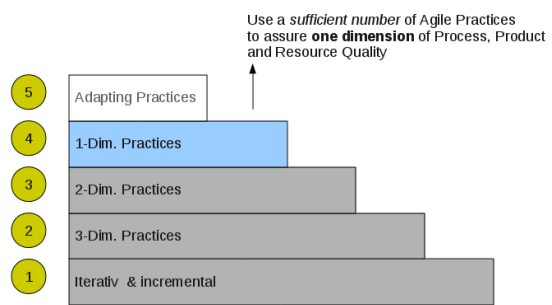 Use a sufficient number of Agile Practices
to assure one dimension of Process, Product
and Resource Quality
5 Adapting Practices
4 1-Dim. Practices
3 2-Dim. Practices
2 3-Dim. Practices
1 Iterativ & incremental